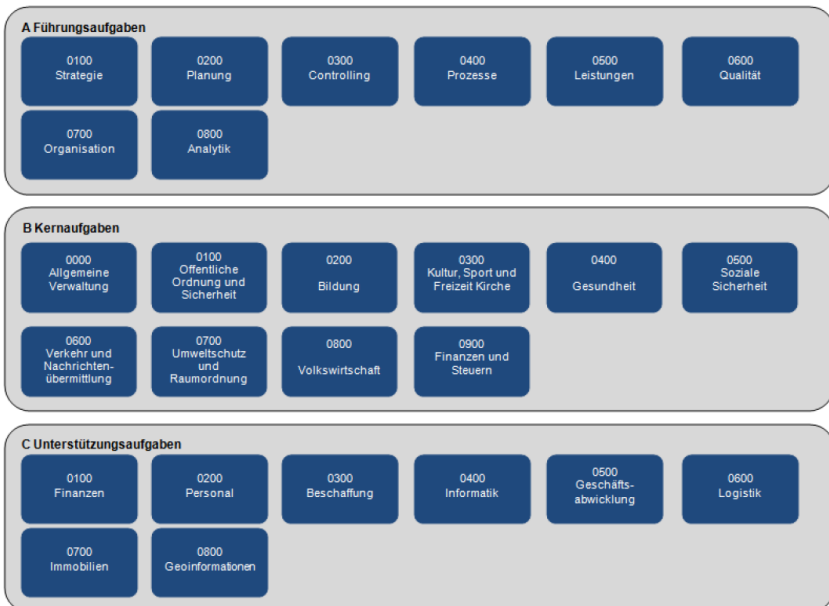 A Führungsaufgaben
0100
Strategie
0200
Planung
0300
Controlling
0400
Prozesse
0500
Leistungen
0600
Qualität
0700
Organisation
0800
Analytik
B Kernaufgaben
0000
Allgemeine
Verwaltung
0100
Öffentliche
Ordnung und
Sicherheit
0200
Bildung
0300
Kultur, Sport und
Freizeit Kirche
0400
Gesundheit
0500
Soziale
Sicherheit
0600
Verkehr und
Nachrichten-
übermittlung
0700
Umweltschutz
und
Raumordnung
0800
Volkswirtschaft
0900
Finanzen und
Steuern
C Unterstützungsaufgaben
0100
Finanzen
0200
Personal
0300
Beschaffung
0400
Informatik
0500
Geschäfts-
abwicklung
0600
Logistik
0700
Immobilien
0800
Geoinformationen